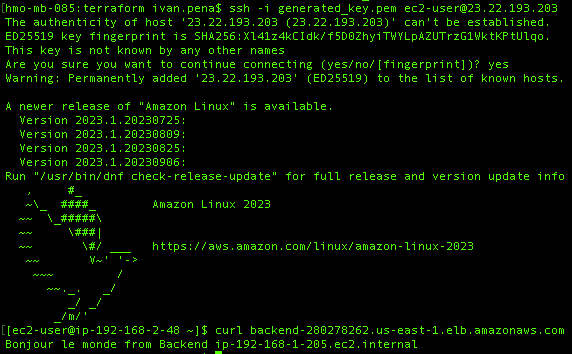 [hmo-mb-085:terraform ivan.pena$ ssh -i generated_key.pem ec2-user@23.22.193.203
The authenticity of host '23.22.193.203 (23.22.193.203)' can't be established.
ED25519 key fingerprint is SHA256:Xl41z4kCIdk/f5D0ZhyiTWYLpAZUTrzG1WktKPtUlqo.
This key is not known by any other names
Are you sure you want to continue connecting (yes/no/[fingerprint])? yes
Warning: Permanently added '23.22.193.203' (ED25519) to the list of known hosts.
A newer release of "Amazon Linux" is available.
  Version 2023.1.20230725:
  Version 2023.1.20230809:
  Version 2023.1.20230825:
  Version 2023.1.20230906:
Run "/usr/bin/dnf check-release-update" for full release and version update info
   ,     #_
   ~\_  ####_        Amazon Linux 2023
  ~~  \_#####\
  ~~     \###|
  ~~       \#/ ___   https://aws.amazon.com/linux/amazon-linux-2023
   ~~       V~' '->
    ~~~         /
      ~~._.   _/
         _/ _/
       _/m/'
[[ec2-user@ip-192-168-2-48 ~]$ curl backend-280278262.us-east-1.elb.amazonaws.com
Bonjour le monde from Backend ip-192-168-1-205.ec2.internal